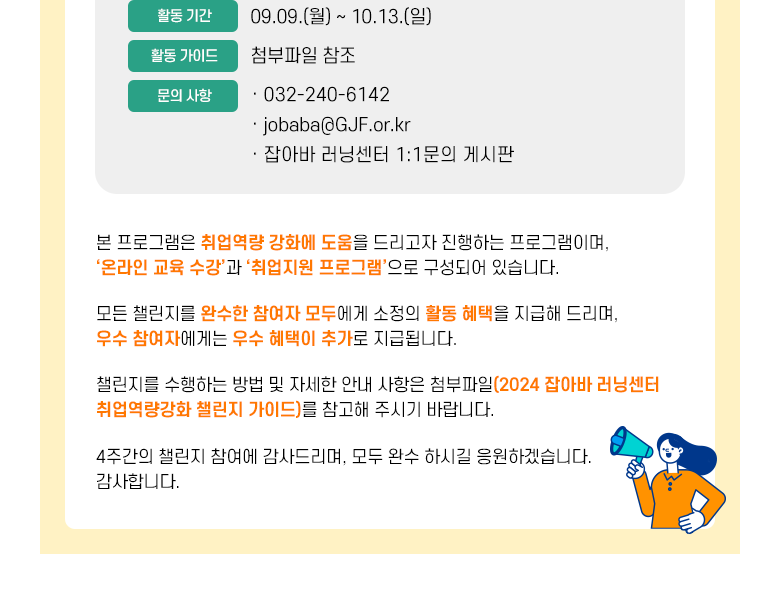 활동 기간 09.09.(월) ~ 10.13.(일)
활동 가이드 첨부파일 참조
문의 사항 · 032-240-6142
· jobaba@GJF.or.kr
· 잡아바 러닝센터 1:1문의 게시판
본 프로그램은 취업역량 강화에 도움을 드리고자 진행하는 프로그램이며,
‘온라인 교육 수강’과 ‘취업지원 프로그램’으로 구성되어 있습니다.
모든 챌린지를 완수한 참여자 모두에게 소정의 활동 혜택을 지급해 드리며,
우수 참여자에게는 우수 혜택이 추가로 지급됩니다.
챌린지를 수행하는 방법 및 자세한 안내 사항은 첨부파일(2024 잡아바 러닝센터
취업역량강화 챌린지 가이드)를 참고해 주시기 바랍니다.
4주간의 챌린지 참여에 감사드리며, 모두 완수 하시길 응원하겠습니다.
감사합니다.